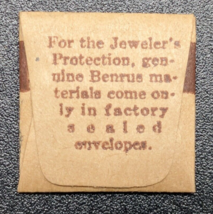 For the Jeweler's
Protection, gen-
uine Benrus ma-
terials come on-
ly in factory
sealed
envelopes.